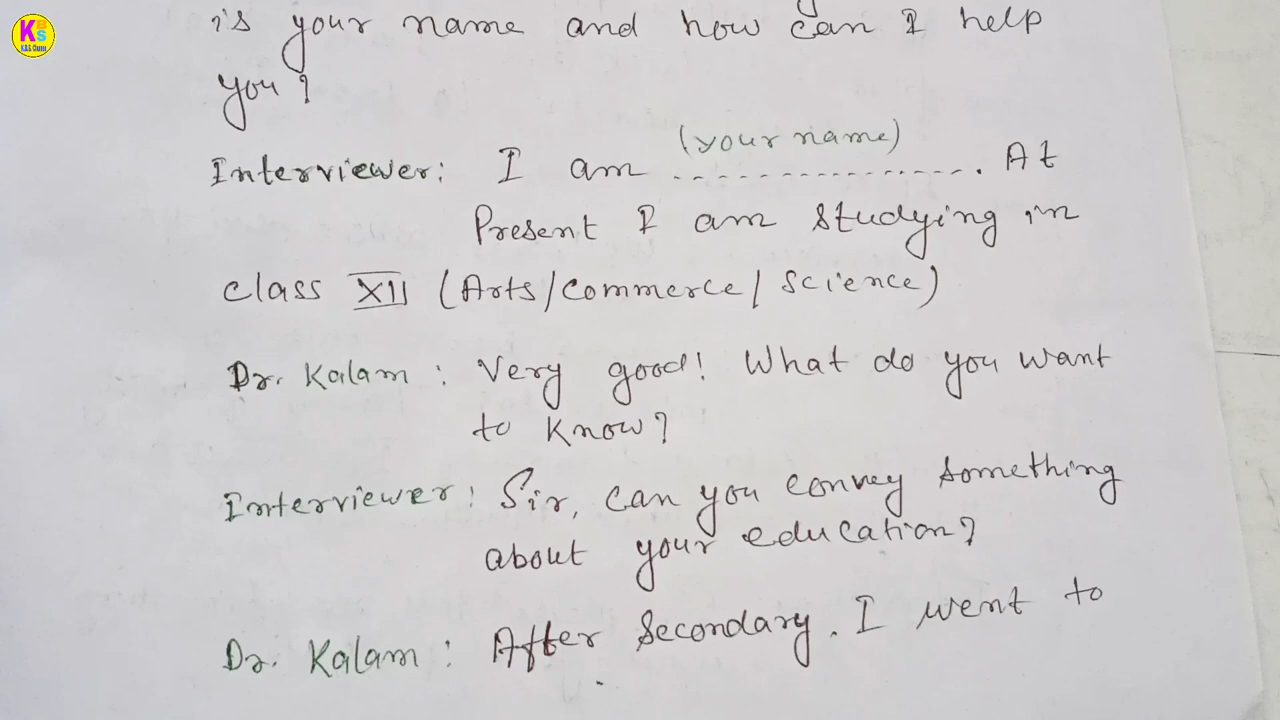 K&S
K&S Classes
is your name and how can I help
you?
(your name)
Interviewer: I am ................. At
Present I am studying in
class XII (Arts/Commerce/Science)
Dr. Kalam: Very good! What do you want
to know?
Interviewer: Sir, can you convey something
about your education?
Dr. Kalam: After Secondary. I went to